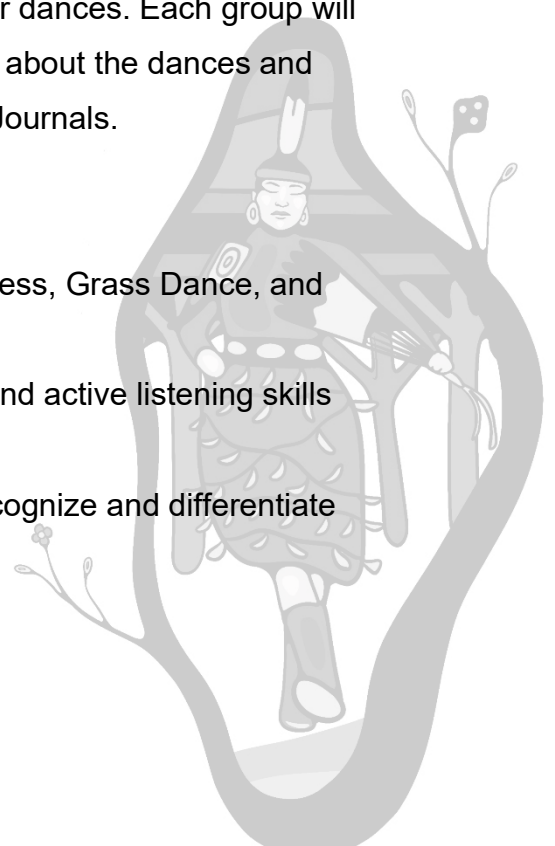 r dances. Each group will
about the dances and
Journals.
ess, Grass Dance, and
nd active listening skills
cognize and differentiate